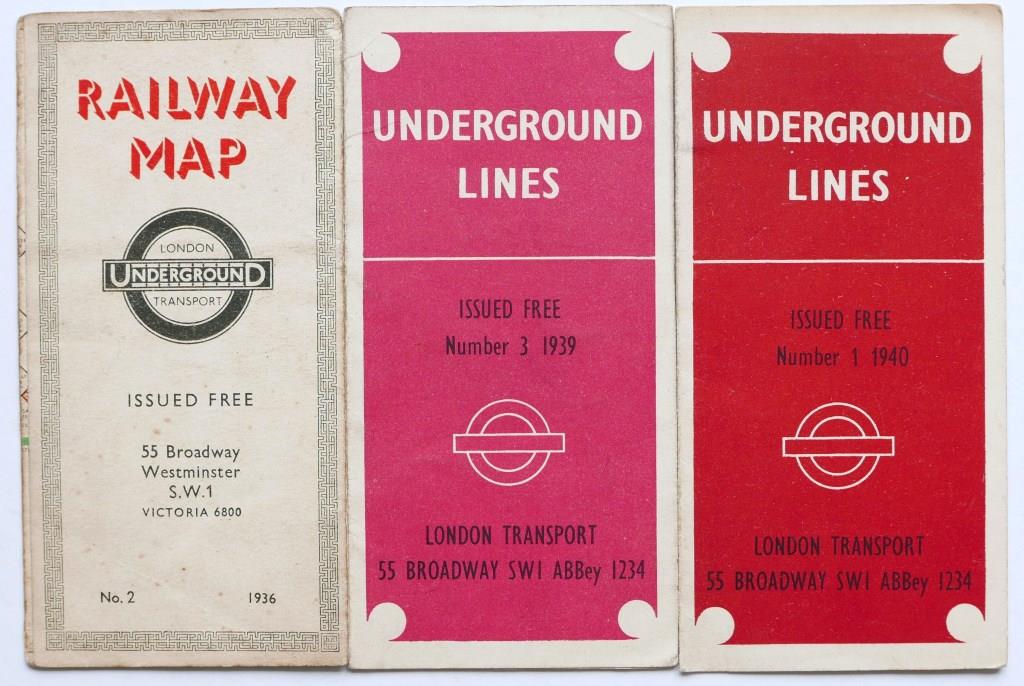 RAILWAY
MAP
LONDON
UNDERGROUND
TRANSPORT
ISSUED FREE
55 Broadway
Westminster
S.W.1
VICTORIA 6800
No. 2 1936
UNDERGROUND
LINES
ISSUED FREE
Number 3 1939
LONDON TRANSPORT
55 BROADWAY SW1 ABBey 1234
UNDERGROUND
LINES
ISSUED FREE
Number 1 1940
LONDON TRANSPORT
55 BROADWAY SW1 ABBey 1234